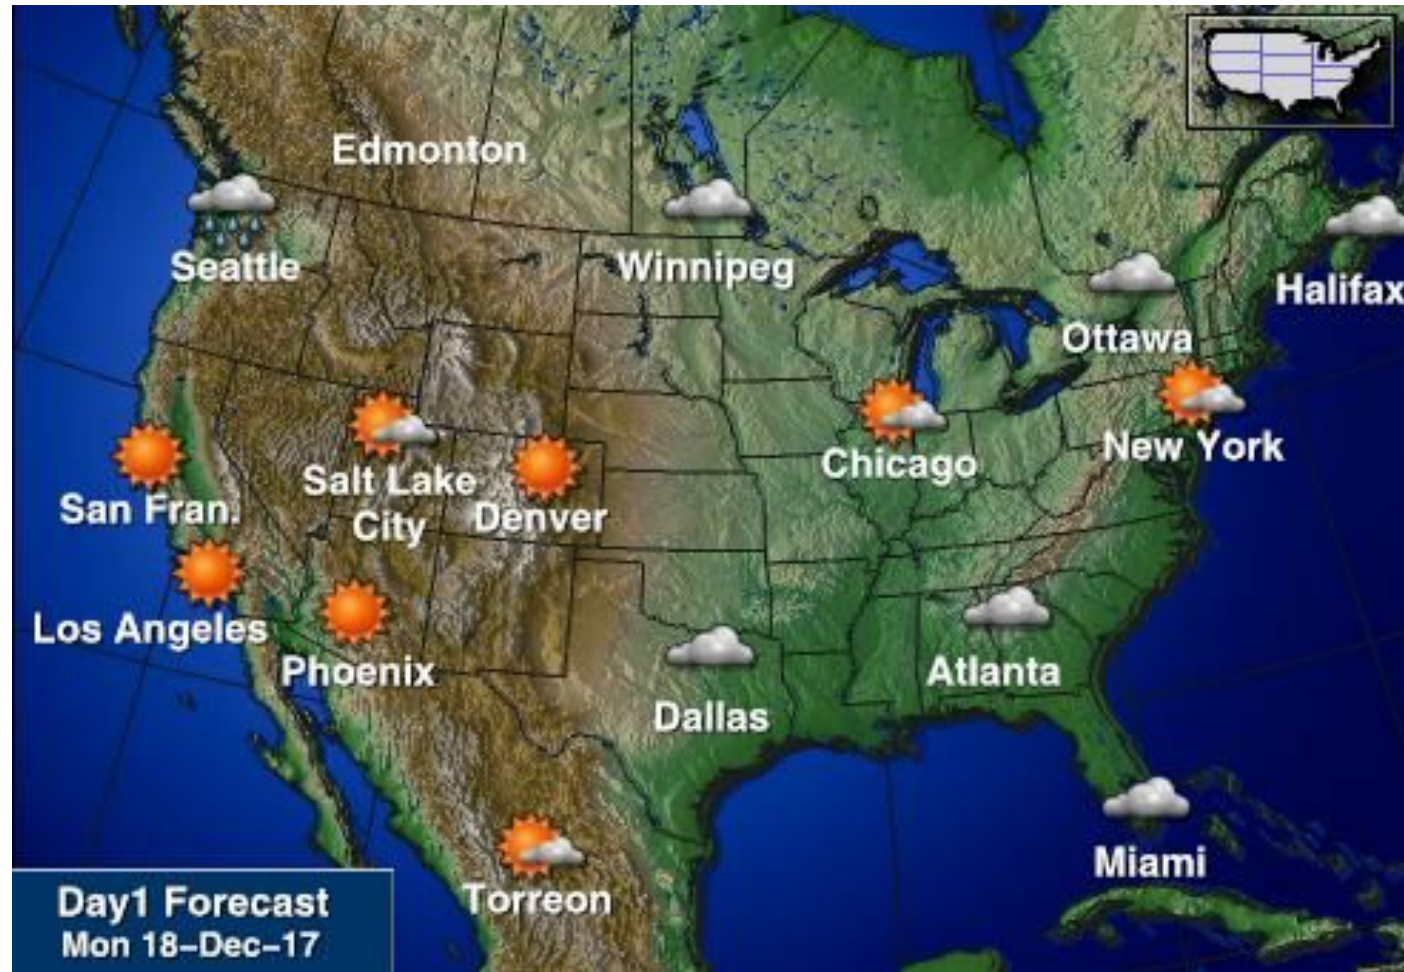 Edmonton
Seattle
Winnipeg
Halifax
Ottawa
New York
Chicago
Salt Lake
City
Denver
San Fran.
Los Angeles
Phoenix
Dallas
Atlanta
Miami
Torreon
Day1 Forecast
Mon 18-Dec-17